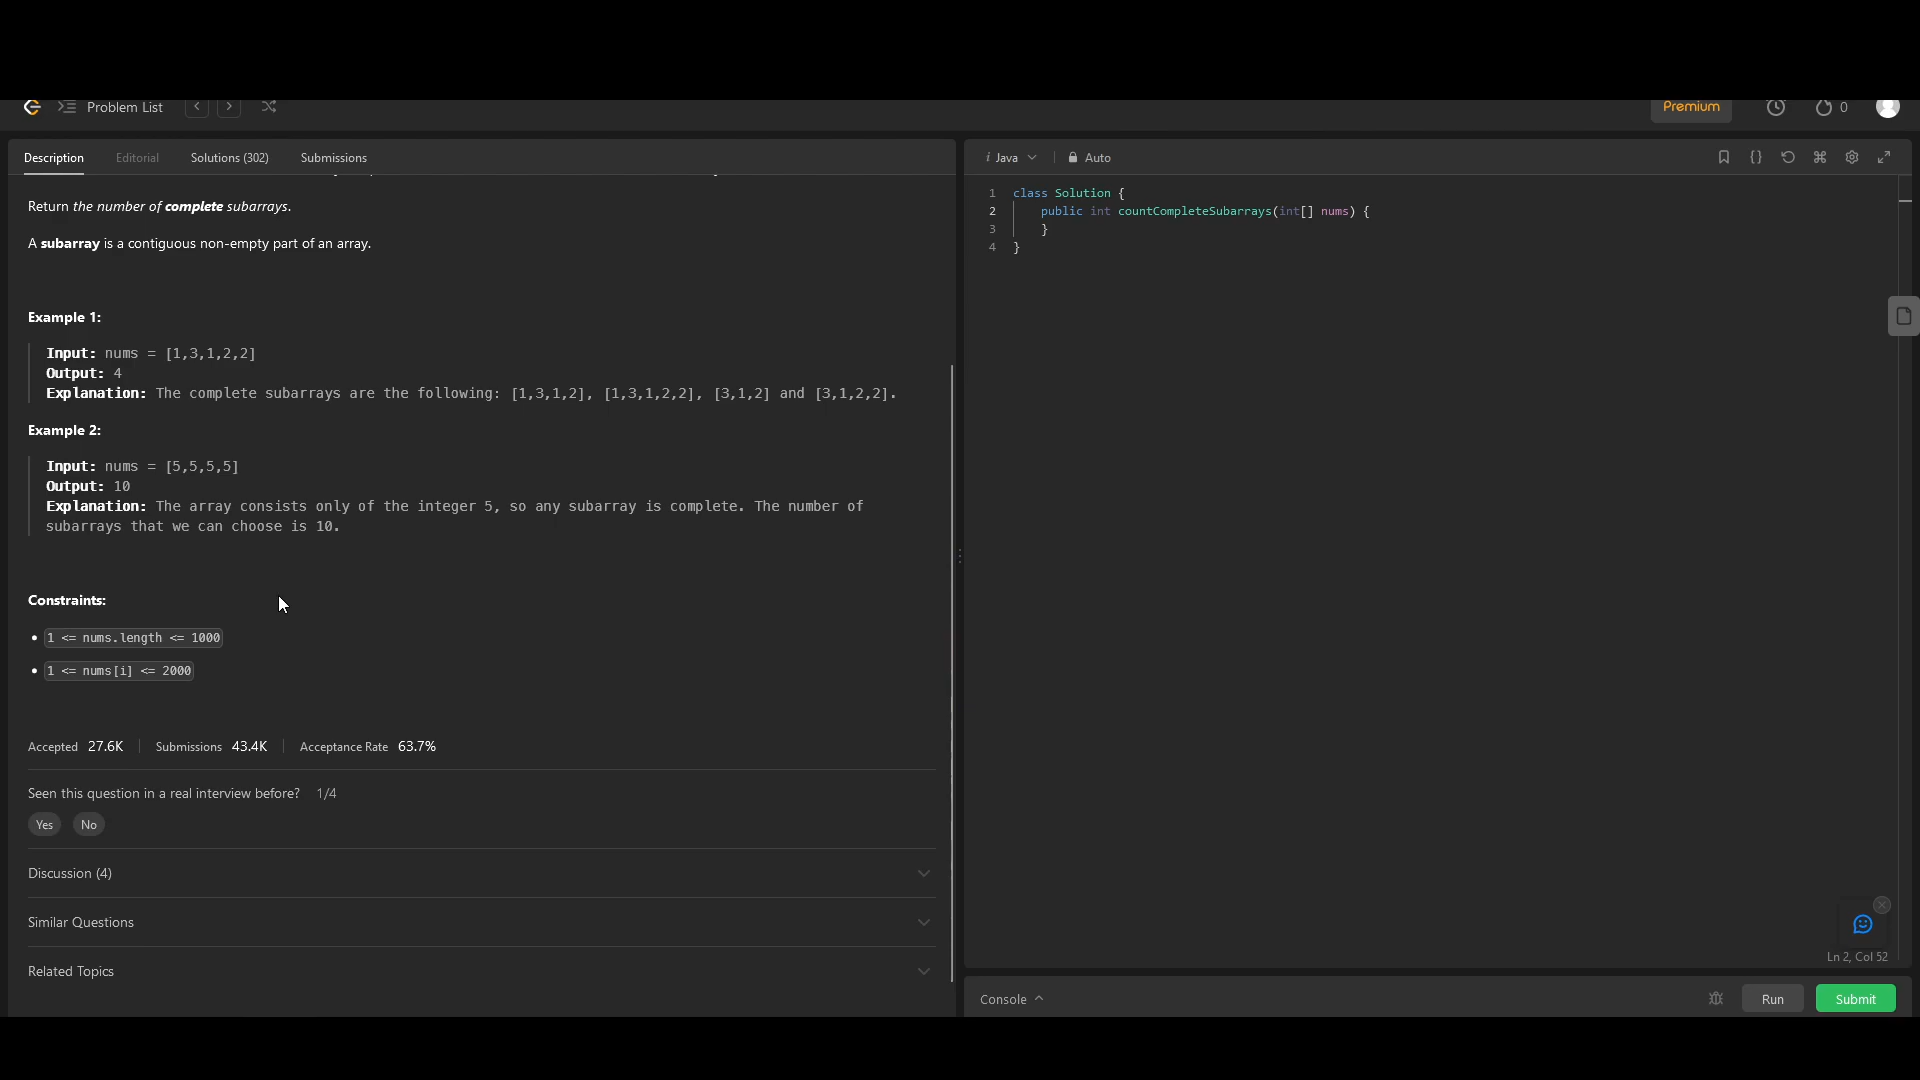 Problem List
Premium
0
Description Editorial Solutions (302) Submissions
Return the number of complete subarrays.
A subarray is a contiguous non-empty part of an array.
Example 1:
Input: nums = [1,3,1,2,2]
Output: 4
Explanation: The complete subarrays are the following: [1,3,1,2], [1,3,1,2,2], [3,1,2] and [3,1,2,2].
Example 2:
Input: nums = [5,5,5,5]
Output: 10
Explanation: The array consists only of the integer 5, so any subarray is complete. The number of
subarrays that we can choose is 10.
Constraints:
1 <= nums.length <= 1000
1 <= nums[i] <= 2000
Accepted 27.6K Submissions 43.4K Acceptance Rate 63.7%
Seen this question in a real interview before? 1/4
Yes No
Discussion (4)
Similar Questions
Related Topics
i Java Auto
{}
1 class Solution {
2 public int countCompleteSubarrays(int[] nums) {
3 }
4 }
Ln 2, Col 52
Console Run Submit